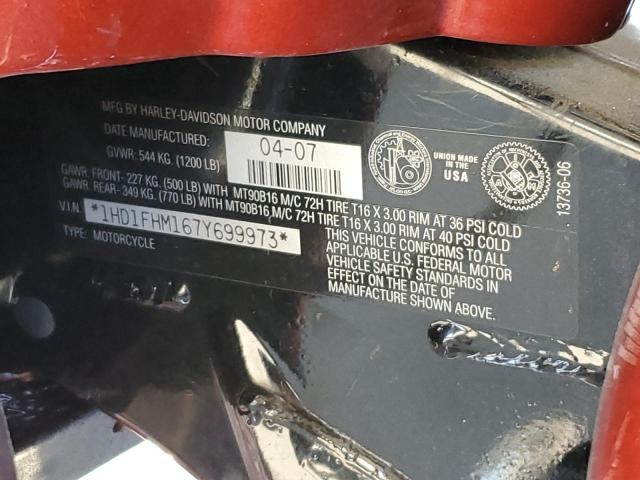 MFG BY HARLEY-DAVIDSON MOTOR COMPANY
DATE MANUFACTURED: 04-07
GVWR: 544 KG. (1200 LB)
GAWR: FRONT- 227 KG. (500 LB) WITH MT90B16 M/C 72H TIRE T16 X 3.00 RIM AT 36 PSI COLD
GAWR: REAR- 349 KG. (770 LB) WITH MT90B16 M/C 72H TIRE T16 X 3.00 RIM AT 40 PSI COLD
V.I.N. *1HD1FHM167Y699973*
TYPE: MOTORCYCLE
THIS VEHICLE CONFORMS TO ALL
APPLICABLE U.S. FEDERAL MOTOR
VEHICLE SAFETY STANDARDS IN
EFFECT ON THE DATE OF
MANUFACTURE SHOWN ABOVE.
UNION MADE
IN THE
USA
13736-06